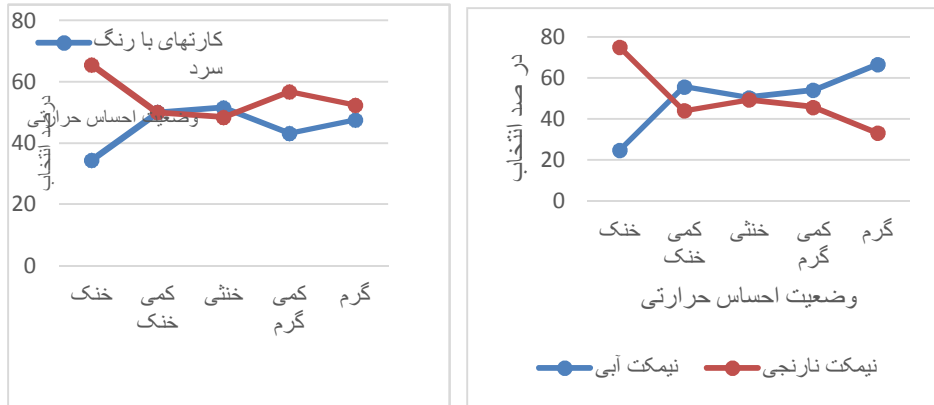 80
60
40
20
0
کارتهای با رنگ
سرد
در صد انتخاب
وضعیت احساس حرارتی
خنک
کمی
خنک
خنثی
کمی
گرم
گرم
80
60
40
20
0
در صد انتخاب
خنک
کمی
خنک
خنثی
کمی
گرم
گرم
وضعیت احساس حرارتی
نیمکت آبی
نیمکت نارنجی